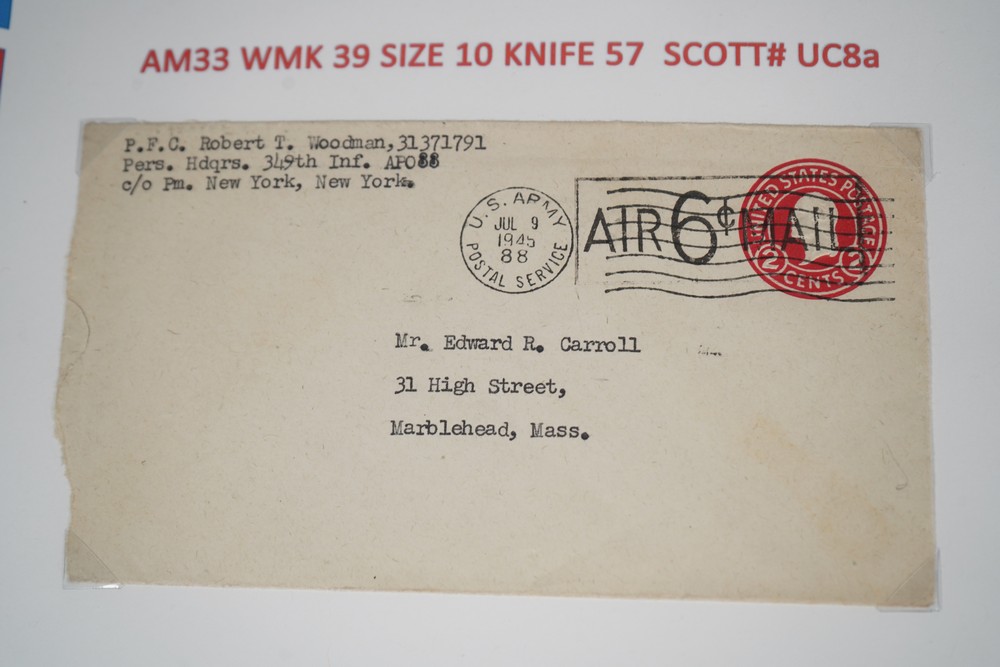 AM33 WMK 39 SIZE 10 KNIFE 57 SCOTT# UC8a
P.F.C. Robert T. Woodman,31371791
Pers. Hdqrs. 349th Inf. APO88
c/o Pm. New York, New York.
U.S. ARMY
JUL 9
1945
88
POSTAL SERVICE
AIR 6¢ MAIL
UNITED STATES POSTAGE
2 CENTS 2
Mr. Edward R. Carroll
31 High Street,
Marblehead, Mass.